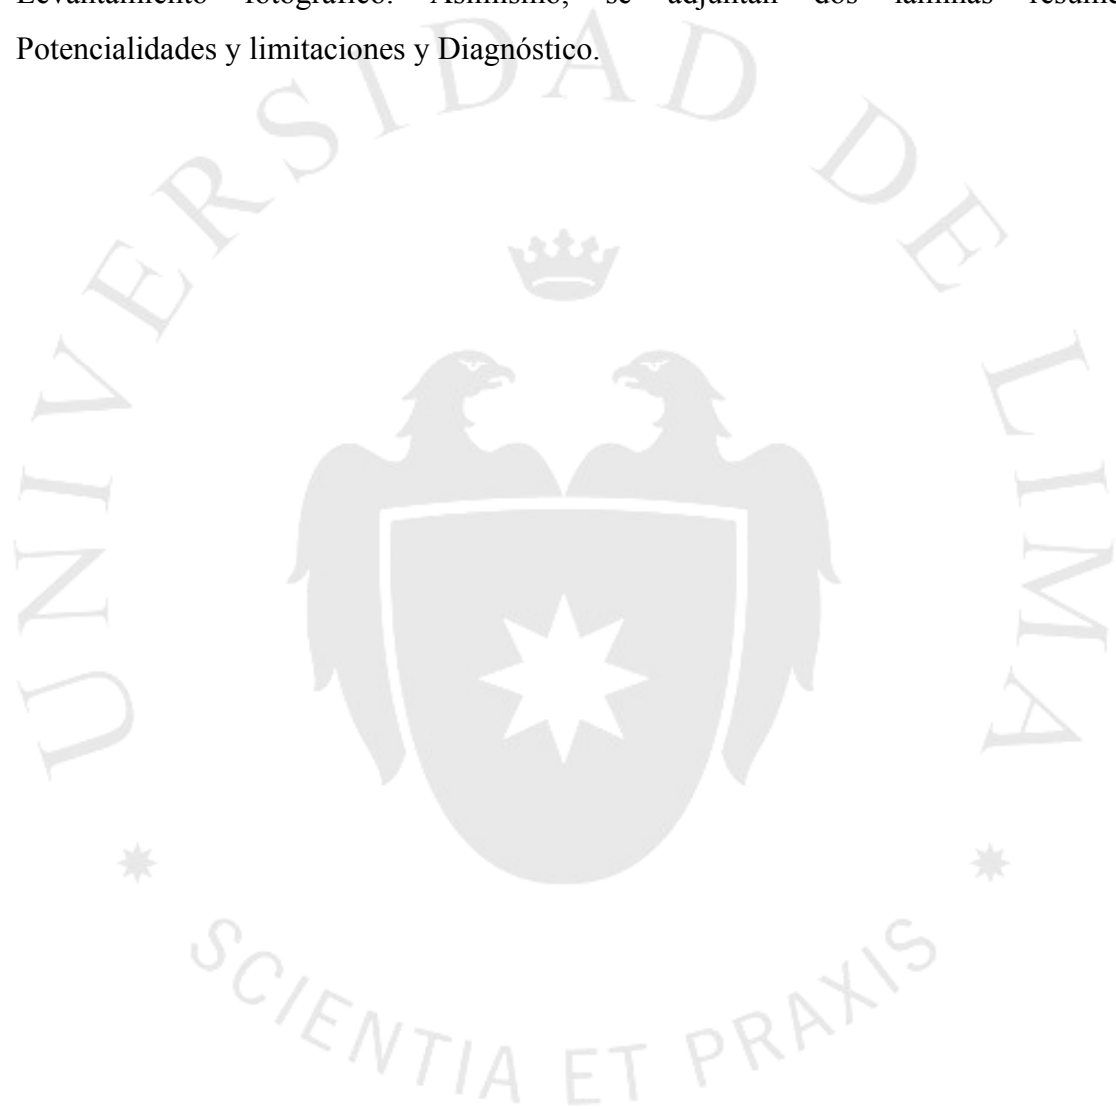 Levantamiento fotográfico. Asimismo, se adjuntan dos láminas
Potencialidades y limitaciones y Diagnóstico.
UNIVERSIDAD DE LIMA
SCIENTIA ET PRAXIS